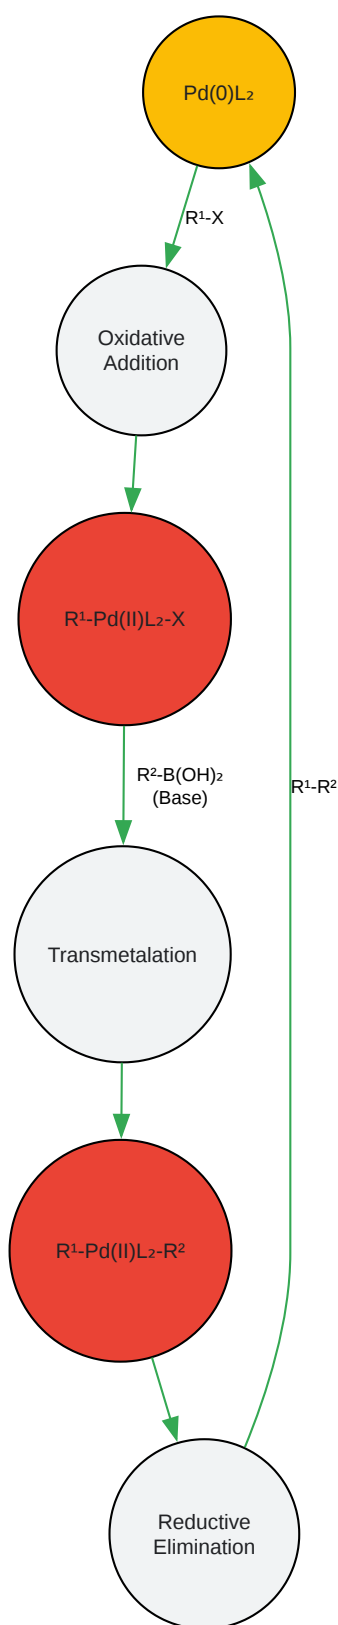 Pd(0)L₂
R¹-X
Oxidative
Addition
R¹-Pd(II)L₂-X
R²-B(OH)₂
(Base)
R¹-R²
Transmetalation
R¹-Pd(II)L₂-R²
Reductive
Elimination